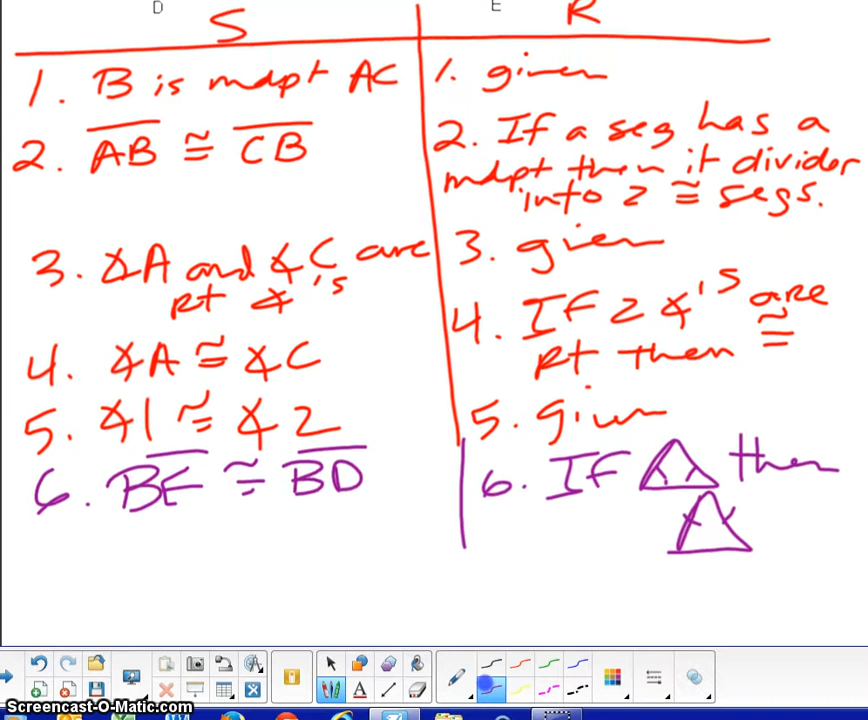 D E
S R
1. B is mdpt AC 1. given
2. AB ≅ CB 2. If a seg has a
mdpt then it divider
into 2 ≅ segs.
3. ∡A and ∡C are 3. given
rt ∡'s
4. ∡A ≅ ∡C 4. If 2 ∡'s are
rt then ≅
5. ∡1 ≅ ∡2 5. given
6. BE ≅ BD 6. If △ then
△
Screencast-O-Matic.com